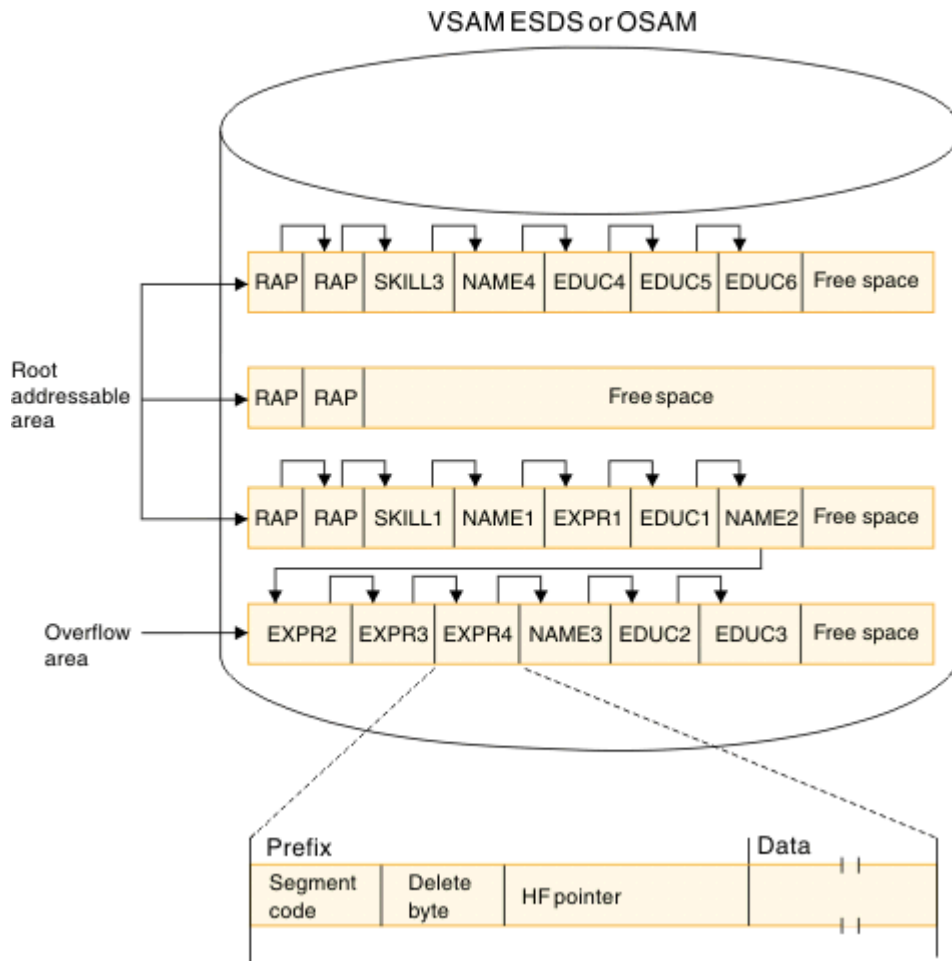 VSAM ESDS or OSAM
RAP RAP SKILL3 NAME4 EDUC4 EDUC5 EDUC6 Free space
Root
addressable
area
RAP RAP Free space
RAP RAP SKILL1 NAME1 EXPR1 EDUC1 NAME2 Free space
Overflow
area
EXPR2 EXPR3 EXPR4 NAME3 EDUC2 EDUC3 Free space
Prefix Data
Segment
code
Delete
byte
HF pointer